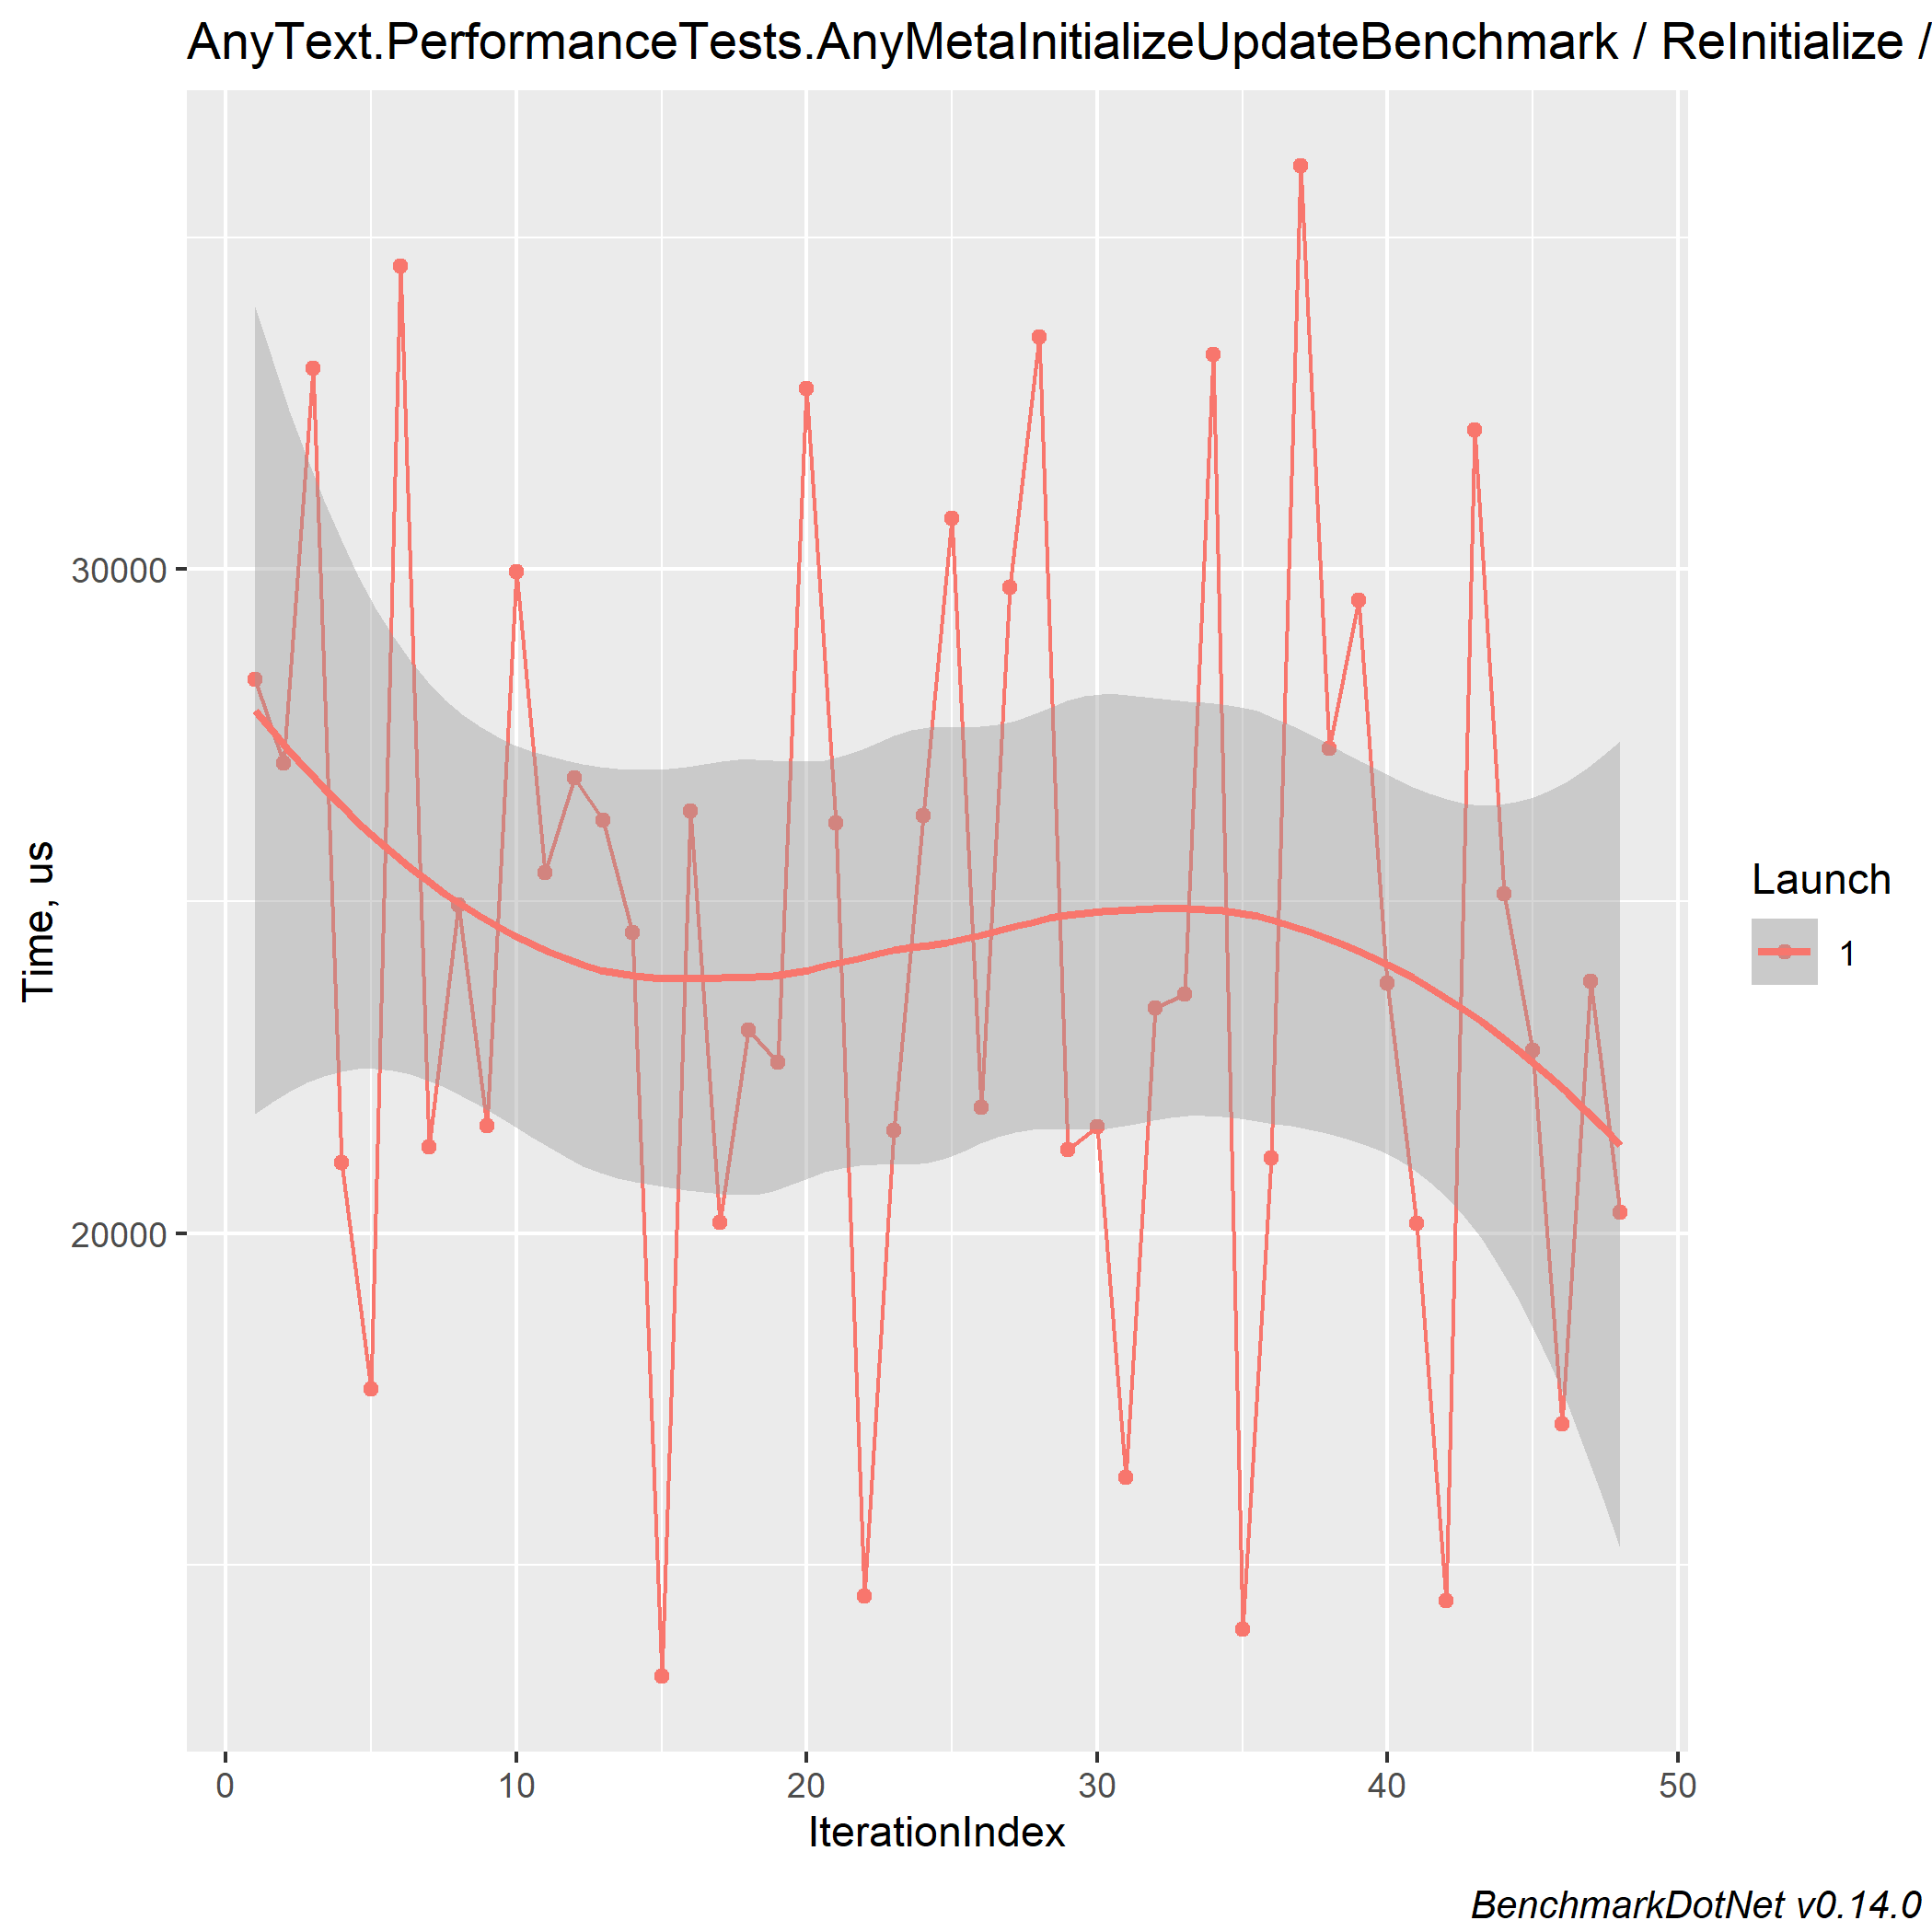 AnyText.PerformanceTests.AnyMetaInitializeUpdateBenchmark / ReInitialize /
Time, us
30000
20000
0 10 20 30 40 50
IterationIndex
Launch
1
BenchmarkDotNet v0.14.0